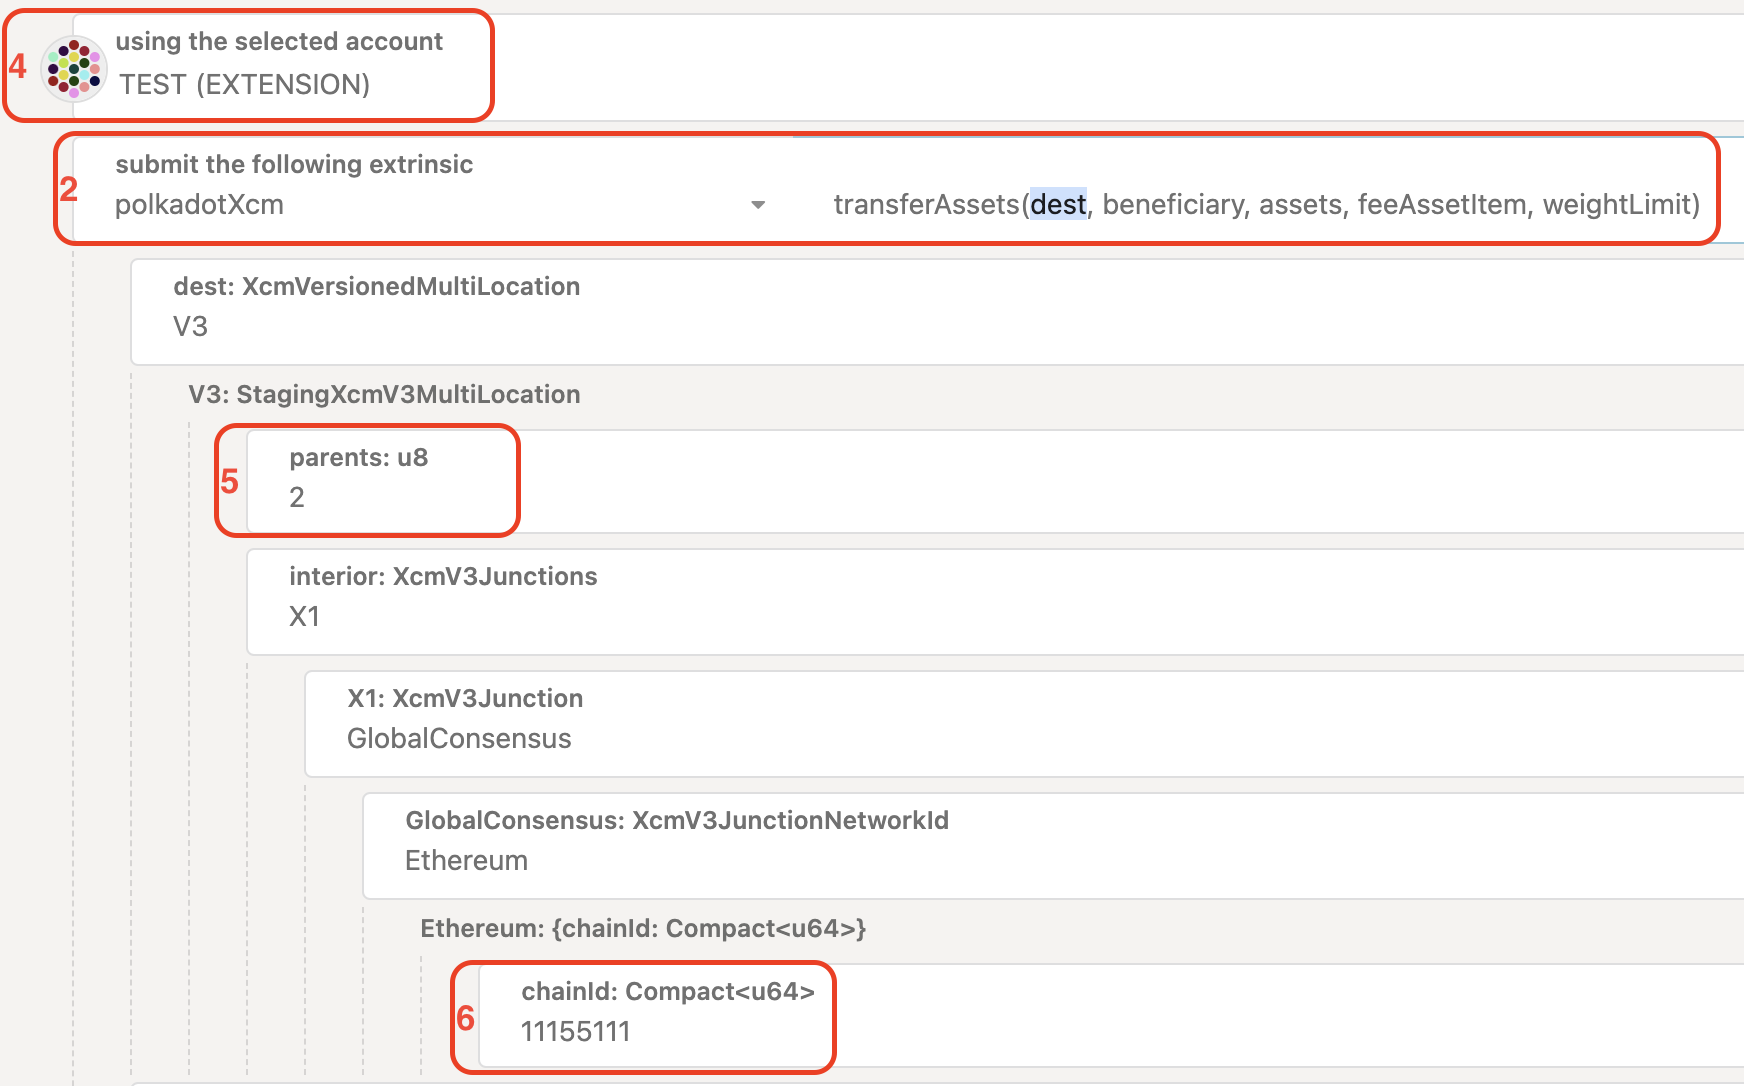 4
using the selected account
TEST (EXTENSION)
2
submit the following extrinsic
polkadotXcm
transferAssets(dest, beneficiary, assets, feeAssetItem, weightLimit)
dest: XcmVersionedMultiLocation
V3
V3: StagingXcmV3MultiLocation
5
parents: u8
2
interior: XcmV3Junctions
X1
X1: XcmV3Junction
GlobalConsensus
GlobalConsensus: XcmV3JunctionNetworkId
Ethereum
Ethereum: {chainId: Compact<u64>}
6
chainId: Compact<u64>
11155111